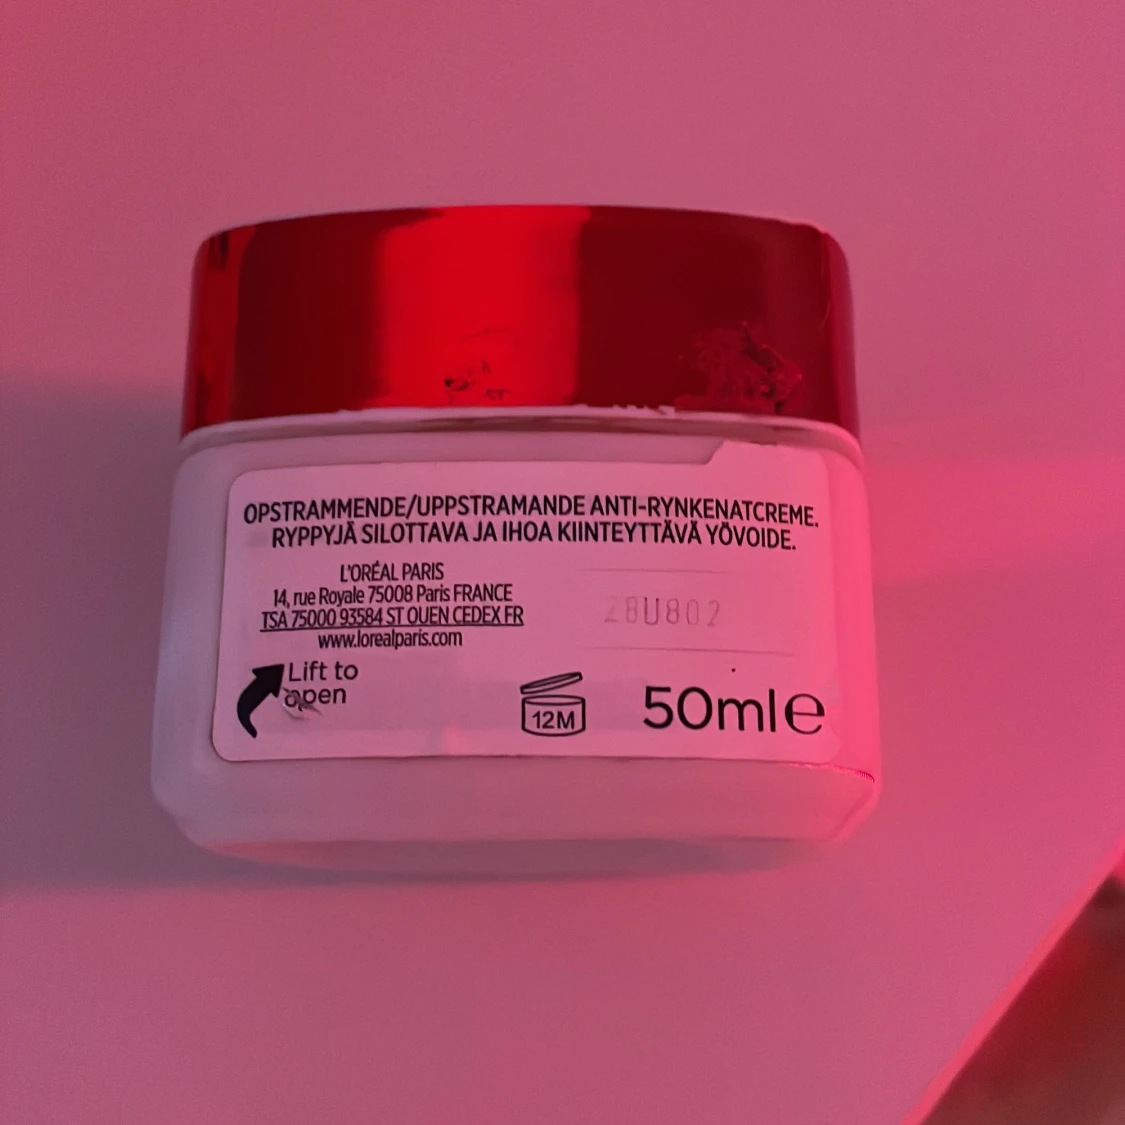 OPSTRAMMENDE/UPPSTRAMANDE ANTI-RYNKENATCREME.
RYPPYJÄ SILOTTAVA JA IHOA KIINTEYTTÄVÄ YÖVOIDE.
L'ORÉAL PARIS
14, rue Royale 75008 Paris FRANCE
TSA 75000 93584 ST OUEN CEDEX FR
www.lorealparis.com
Lift to
open
12M
50ml e